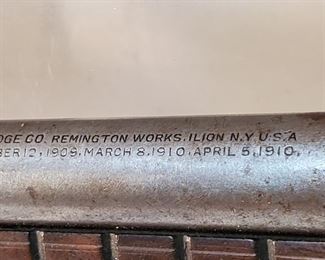 DGE CO. REMINGTON WORKS. ILION N.Y. U.S.A
BER 12, 1909. MARCH 8, 1910. APRIL 5, 1910.